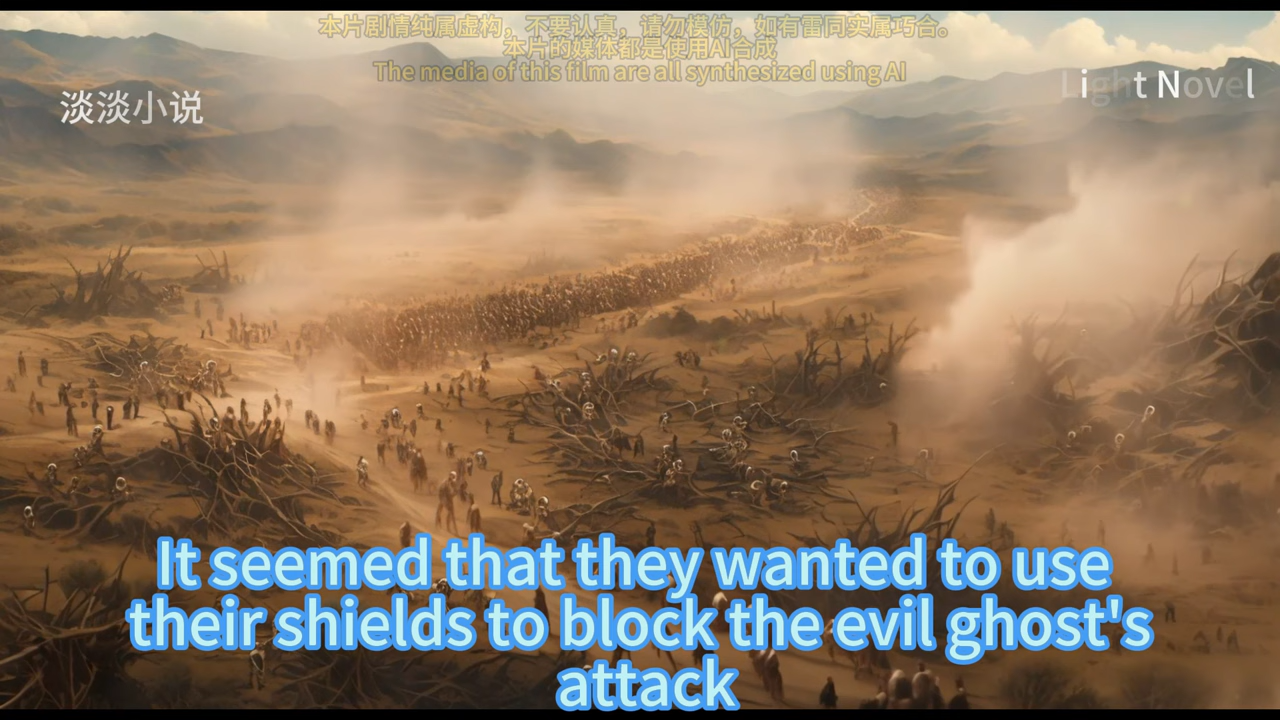 本片剧情纯属虚构，不要认真，请勿模仿，如有雷同实属巧合。
本片的媒体都是使用AI合成
The media of this film are all synthesized using AI
淡淡小说
Light Novel
It seemed that they wanted to use
their shields to block the evil ghost's
attack